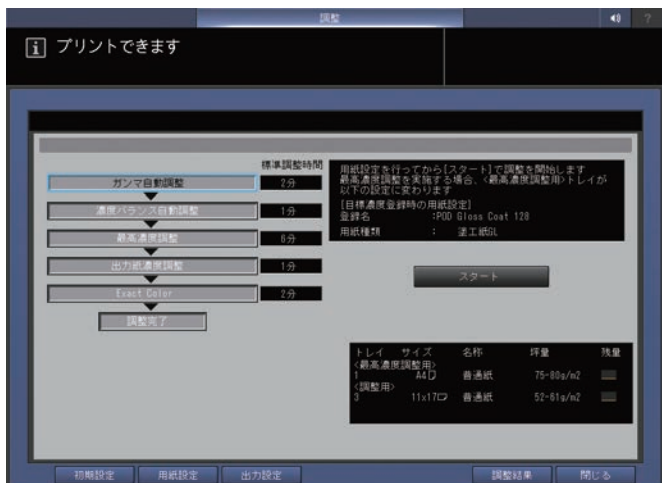 調整
?
i プリントできます
標準調整時間
ガンマ自動調整 2分
濃度バランス自動調整 1分
最高濃度調整 6分
出力紙濃度調整 1分
Exact Color 2分
調整完了
用紙設定を行ってから[スタート]で調整を開始します
最高濃度調整を実施する場合、<最高濃度調整用>トレイが
以下の設定に変わります
[目標濃度登録時の用紙設定]
登録名 :POD Gloss Coat 128
用紙種類 : 塗工紙GL
スタート
トレイ サイズ 名称 坪量 残量
<最高濃度調整用>
1 A4 普通紙 75-80g/m2
<調整用>
3 11x17 普通紙 52-61g/m2
初期設定 用紙設定 出力設定 調整結果 閉じる